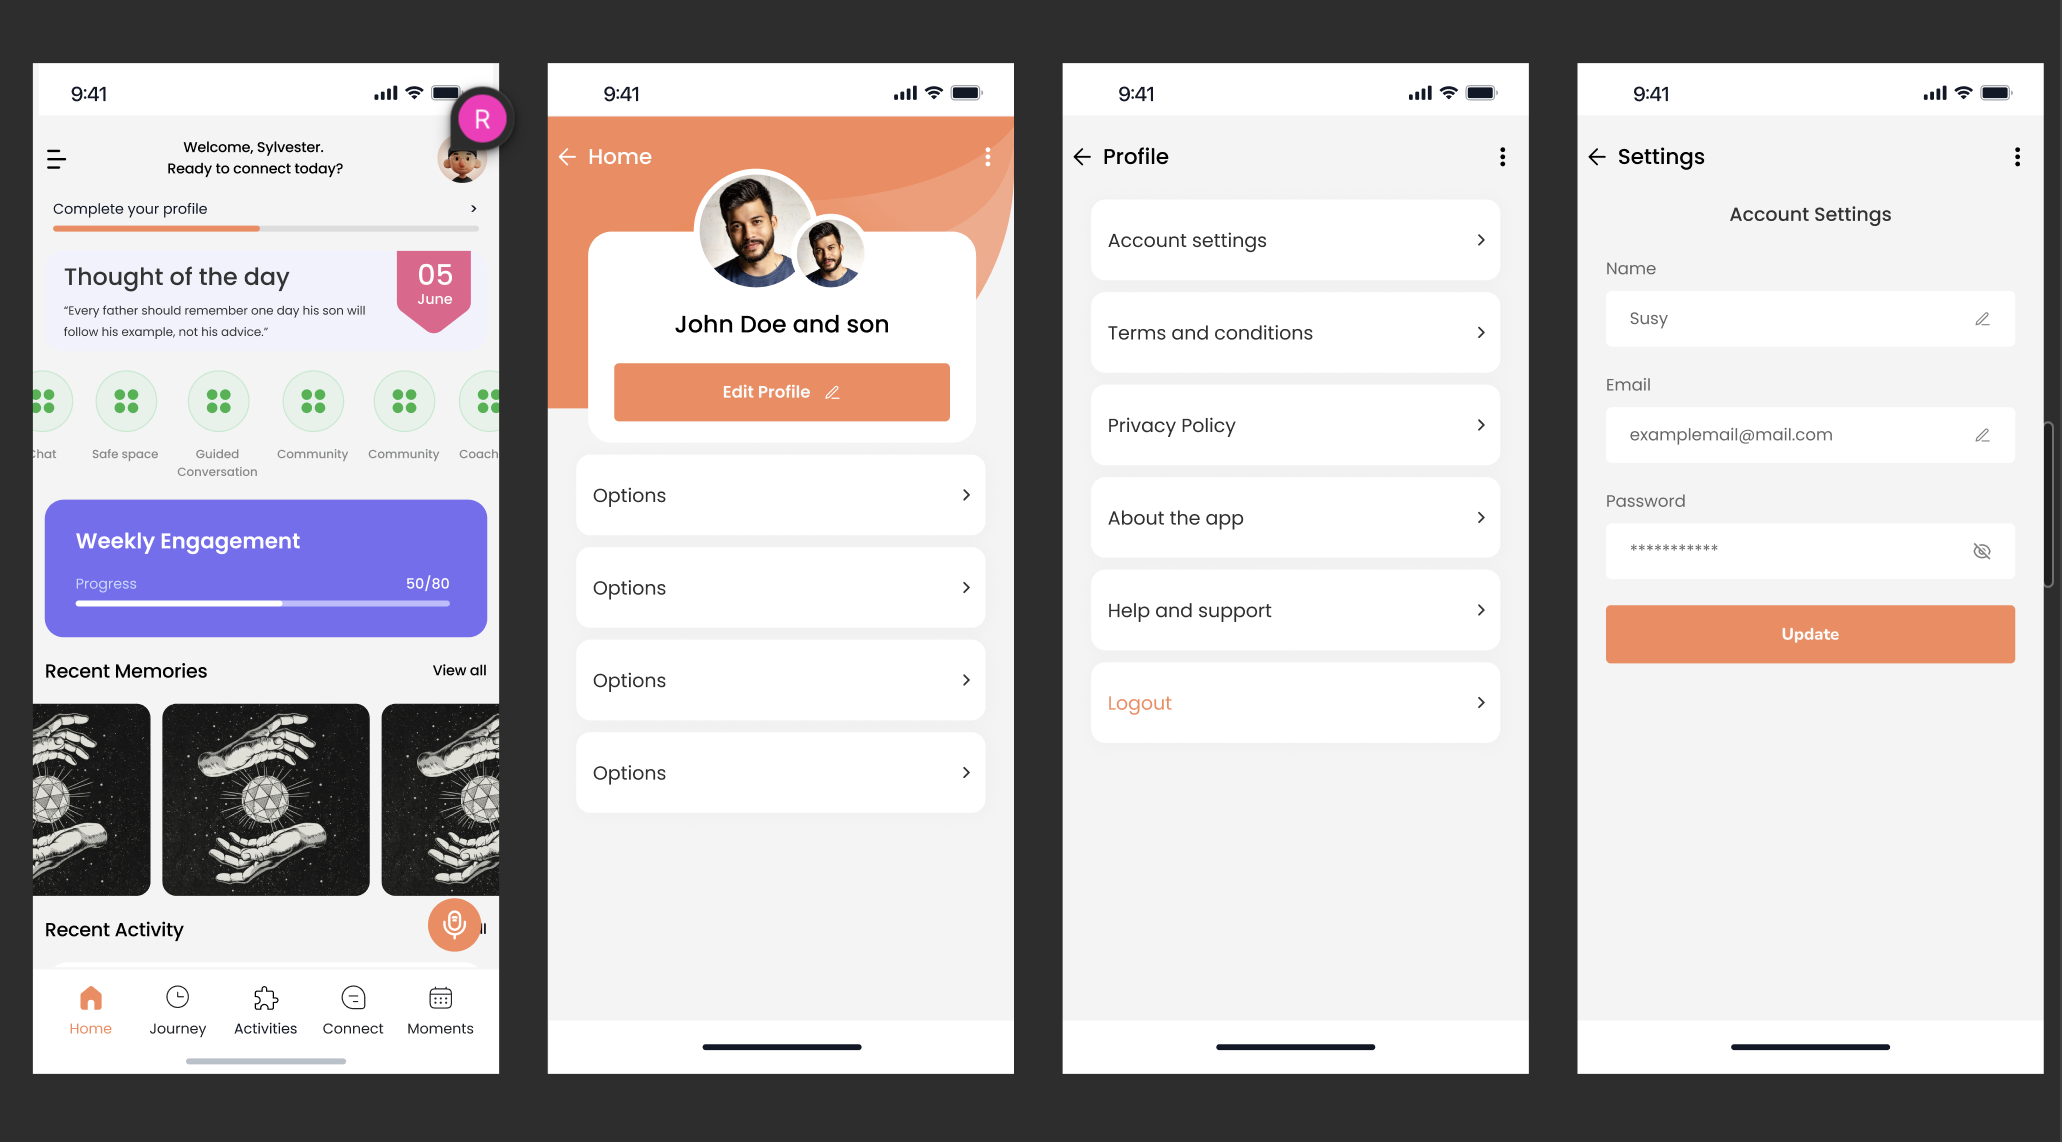 9:41
R
Welcome, Sylvester.
Ready to connect today?
Complete your profile
Thought of the day
“Every father should remember one day his son will
follow his example, not his advice.”
05
June
Chat
Safe space
Guided
Conversation
Community
Community
Coach
Weekly Engagement
Progress
50/80
Recent Memories
View all
Recent Activity
Home
Journey
Activities
Connect
Moments
9:41
Home
John Doe and son
Edit Profile
Options
Options
Options
Options
9:41
Profile
Account settings
Terms and conditions
Privacy Policy
About the app
Help and support
Logout
9:41
Settings
Account Settings
Name
Susy
Email
examplemail@mail.com
Password
***********
Update